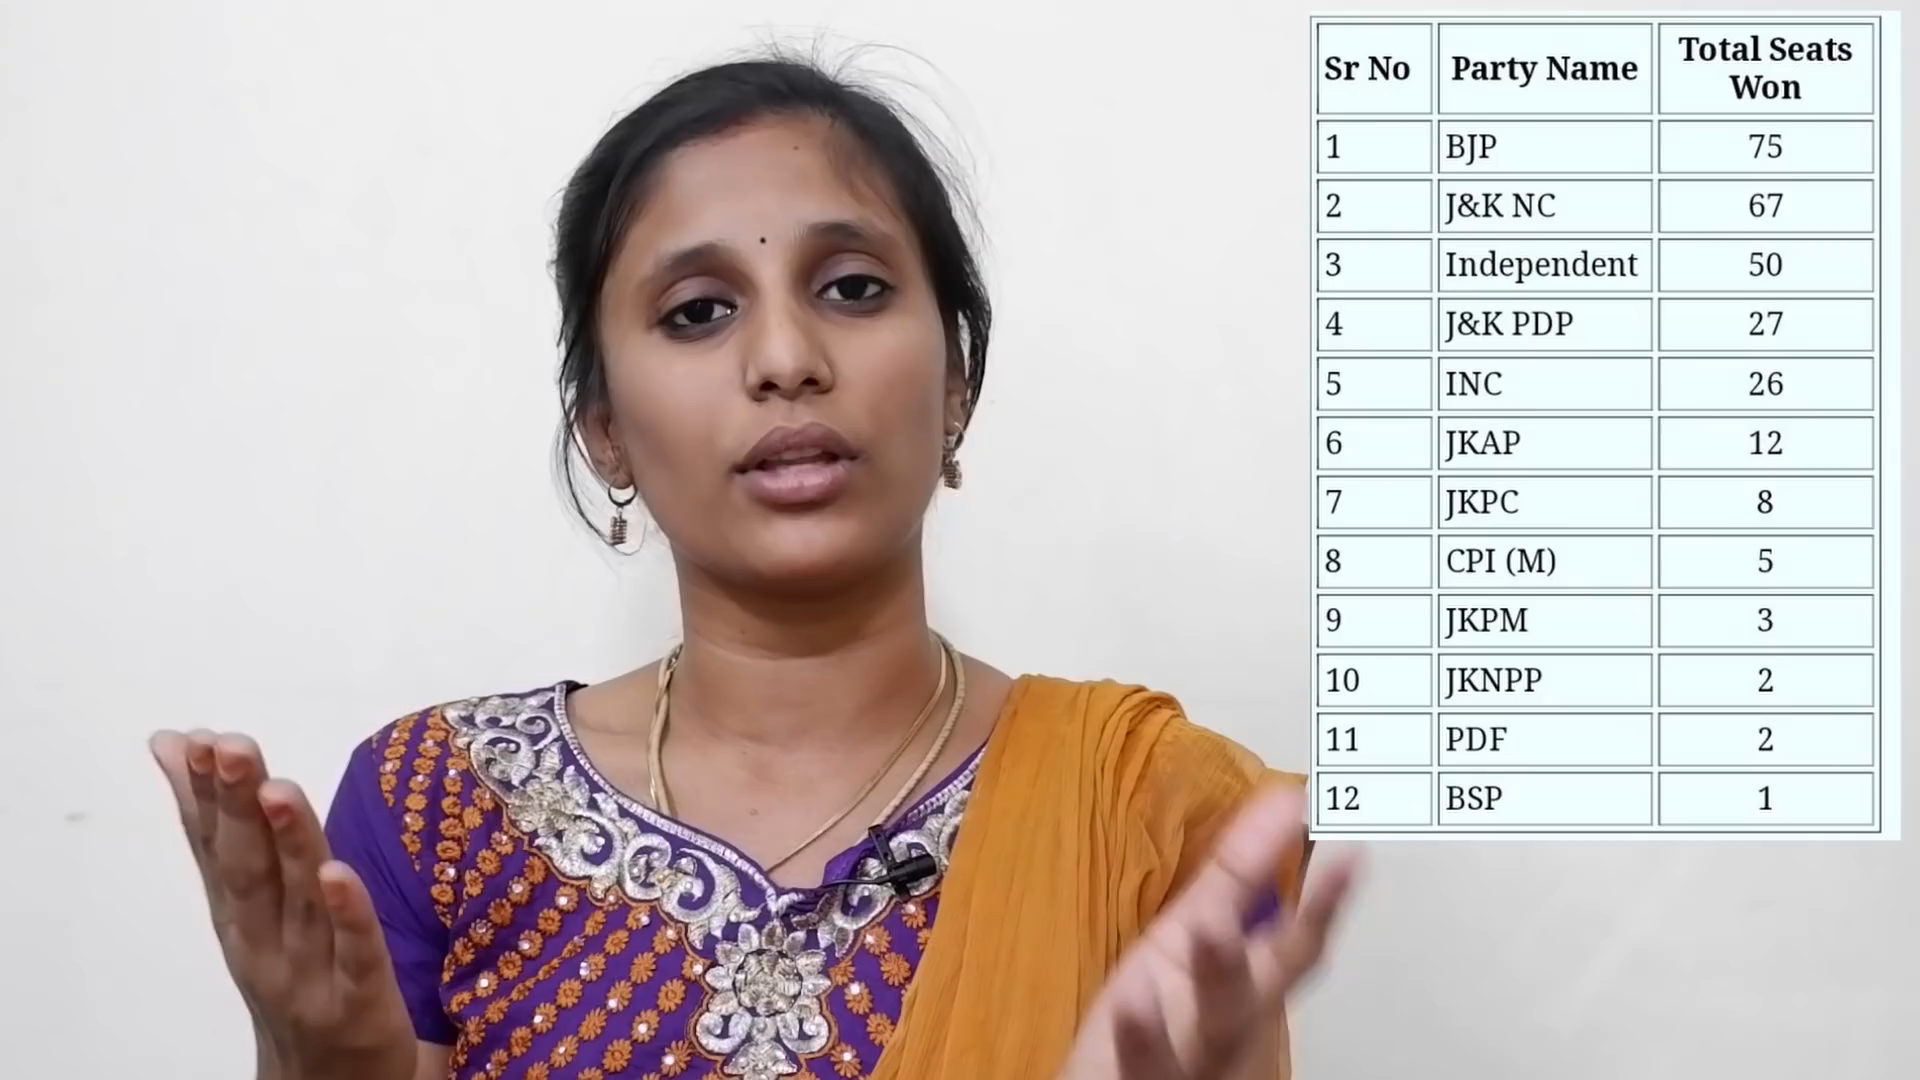 Sr No Party Name Total Seats Won
1 BJP 75
2 J&K NC 67
3 Independent 50
4 J&K PDP 27
5 INC 26
6 JKAP 12
7 JKPC 8
8 CPI (M) 5
9 JKPM 3
10 JKNPP 2
11 PDF 2
12 BSP 1